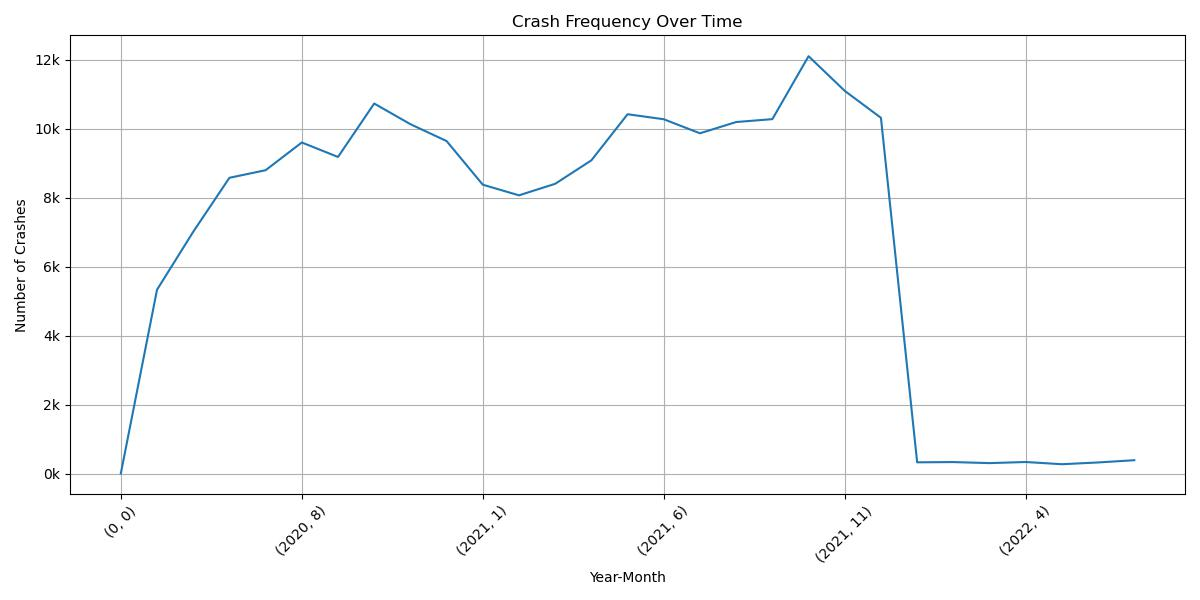 Crash Frequency Over Time
Number of Crashes
12k
10k
8k
6k
4k
2k
0k
(0, 0)
(2020, 8)
(2021, 1)
(2021, 6)
(2021, 11)
(2022, 4)
Year-Month